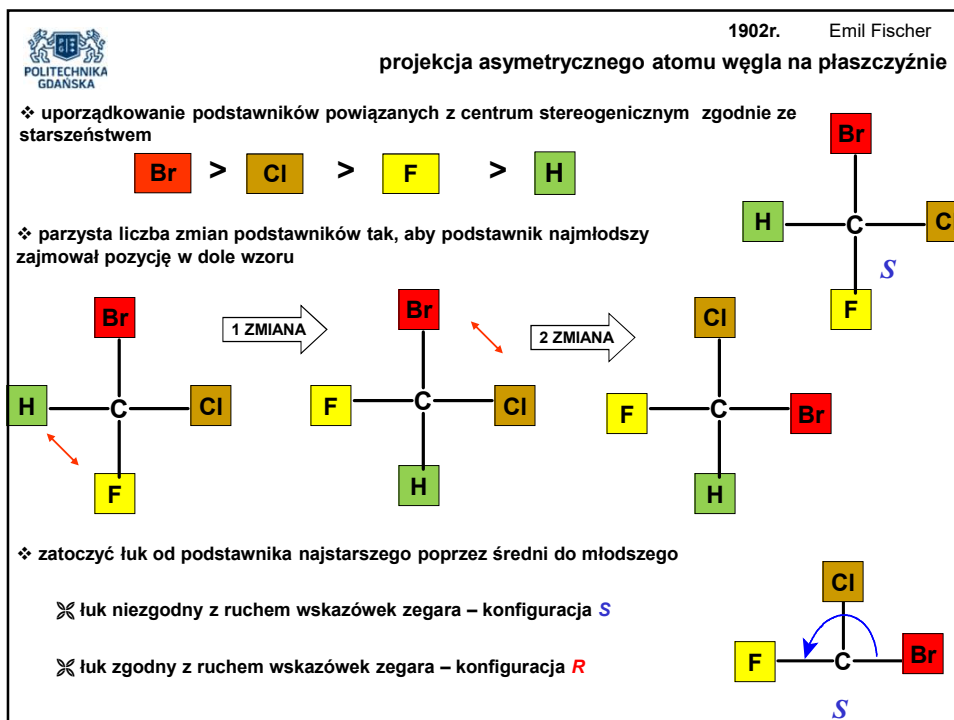 1902r. Emil Fischer
POLITECHNIKA
GDAŃSKA
projekcja asymetrycznego atomu węgla na płaszczyźnie
❖ uporządkowanie podstawników powiązanych z centrum stereogenicznym zgodnie ze
starszeństwem
Br > Cl > F > H
Br
H C Cl
S
F
❖ parzysta liczba zmian podstawników tak, aby podstawnik najmłodszy
zajmował pozycję w dole wzoru
Br
H C Cl
F
1 ZMIANA
Br
F C Cl
H
2 ZMIANA
Cl
F C Br
H
❖ zatoczyć łuk od podstawnika najstarszego poprzez średni do młodszego
łuk niezgodny z ruchem wskazówek zegara – konfiguracja S
łuk zgodny z ruchem wskazówek zegara – konfiguracja R
Cl
F C Br
S